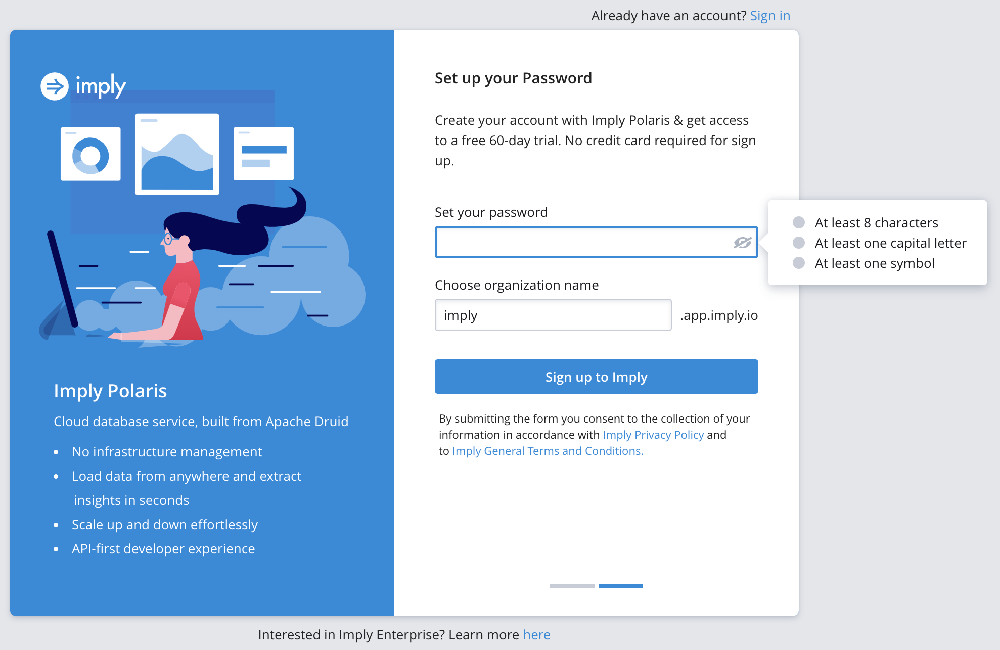 Already have an account? Sign in
imply
Imply Polaris
Cloud database service, built from Apache Druid
No infrastructure management
Load data from anywhere and extract
insights in seconds
Scale up and down effortlessly
API-first developer experience
Set up your Password
Create your account with Imply Polaris & get access
to a free 60-day trial. No credit card required for sign
up.
Set your password
At least 8 characters
At least one capital letter
At least one symbol
Choose organization name
imply .app.imply.io
Sign up to Imply
By submitting the form you consent to the collection of your
information in accordance with Imply Privacy Policy and
to Imply General Terms and Conditions.
Interested in Imply Enterprise? Learn more here